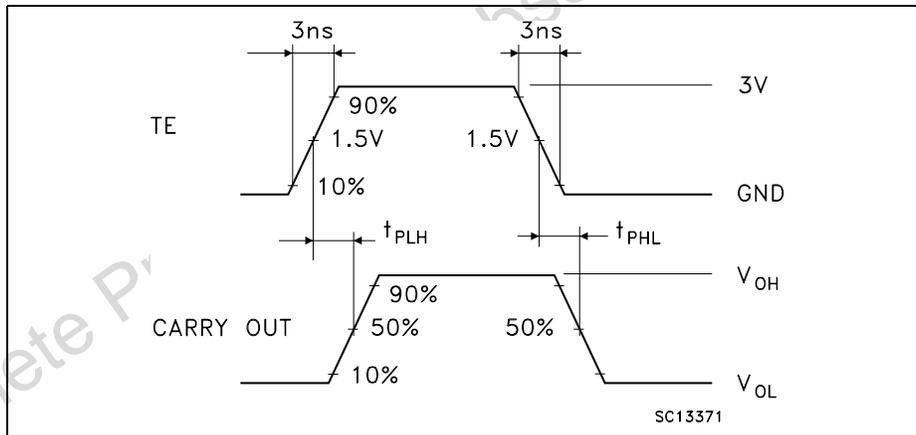 3ns 3ns
3V
90%
TE
1.5V 1.5V
10%
GND
tPLH tPHL
VOH
90%
CARRY OUT 50% 50%
10%
VOL
SC13371